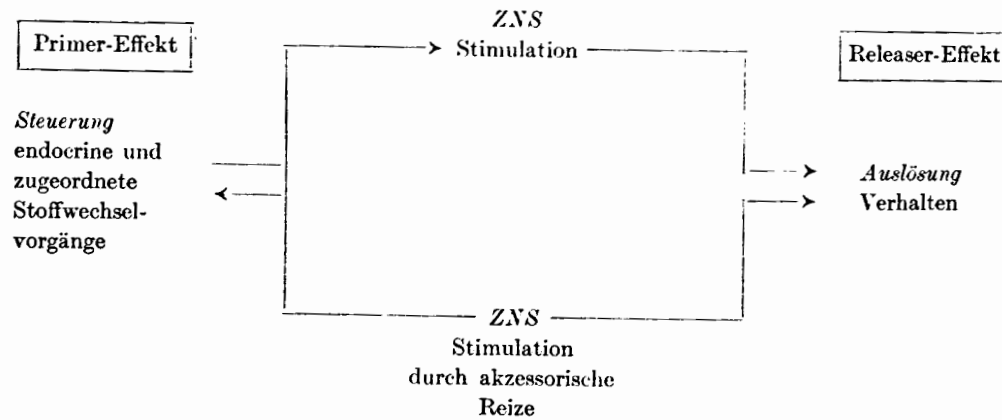 ZNS
Primer-Effekt
Stimulation
Releaser-Effekt
Steuerung
endocrine und
zugeordnete
Stoffwechsel-
vorgänge
Auslösung
Verhalten
ZNS
Stimulation
durch akzessorische
Reize